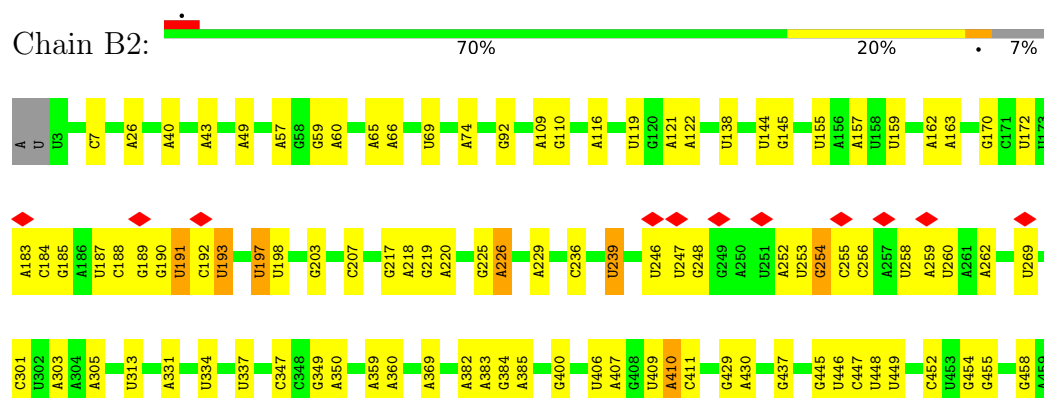 Chain B2:
• 70% 20% • 7%
A U U3 C7 A26 A40 A43 A49 A57 G58 G59 A60 A65 A66 U69 A74 G92 A109 G110 A116 U119 G120 A121 A122 U138 U144 G145 U155 A156 A157 U158 U159 A162 A163 G170 C171 U172 U173
A183 C184 G185 A186 U187 C188 G189 G190 U191 C192 U193 U197 U198 G203 C207 G217 A218 G219 A220 G225 A226 A229 C236 U239 U246 U247 G248 G249 A250 U251 A252 U253 G254 C255 C256 A257 U258 A259 U260 A261 A262 U269
C301 U302 A303 A304 A305 U313 A331 U334 U337 C347 C348 G349 A350 A359 A360 A369 A382 A383 G384 A385 G400 U406 A407 G408 U409 A410 C411 G429 A430 G437 G445 U446 C447 U448 U449 C452 U453 G454 G455 G458 A459